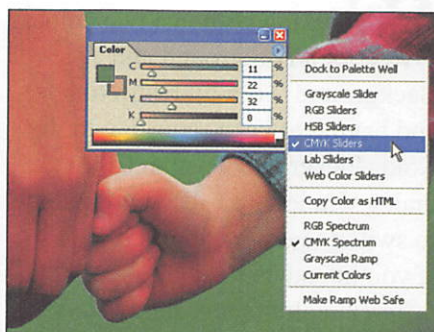 Color
C 11 %
M 22 %
Y 32 %
K 0 %
Dock to Palette Well
Grayscale Slider
RGB Sliders
HSB Sliders
CMYK Sliders
Lab Sliders
Web Color Sliders
Copy Color as HTML
RGB Spectrum
CMYK Spectrum
Grayscale Ramp
Current Colors
Make Ramp Web Safe